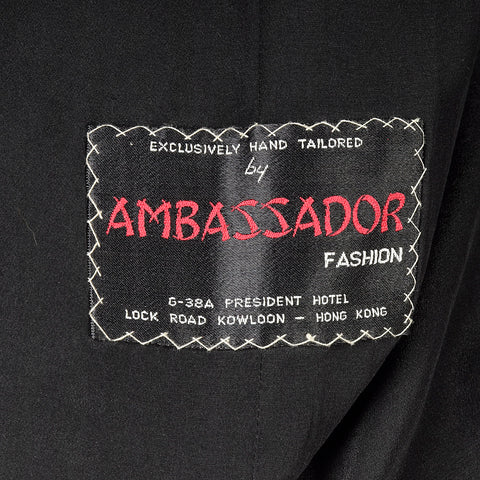 EXCLUSIVELY HAND TAILORED
by
AMBASSADOR
FASHION
G-38A PRESIDENT HOTEL
LOCK ROAD KOWLOON - HONG KONG